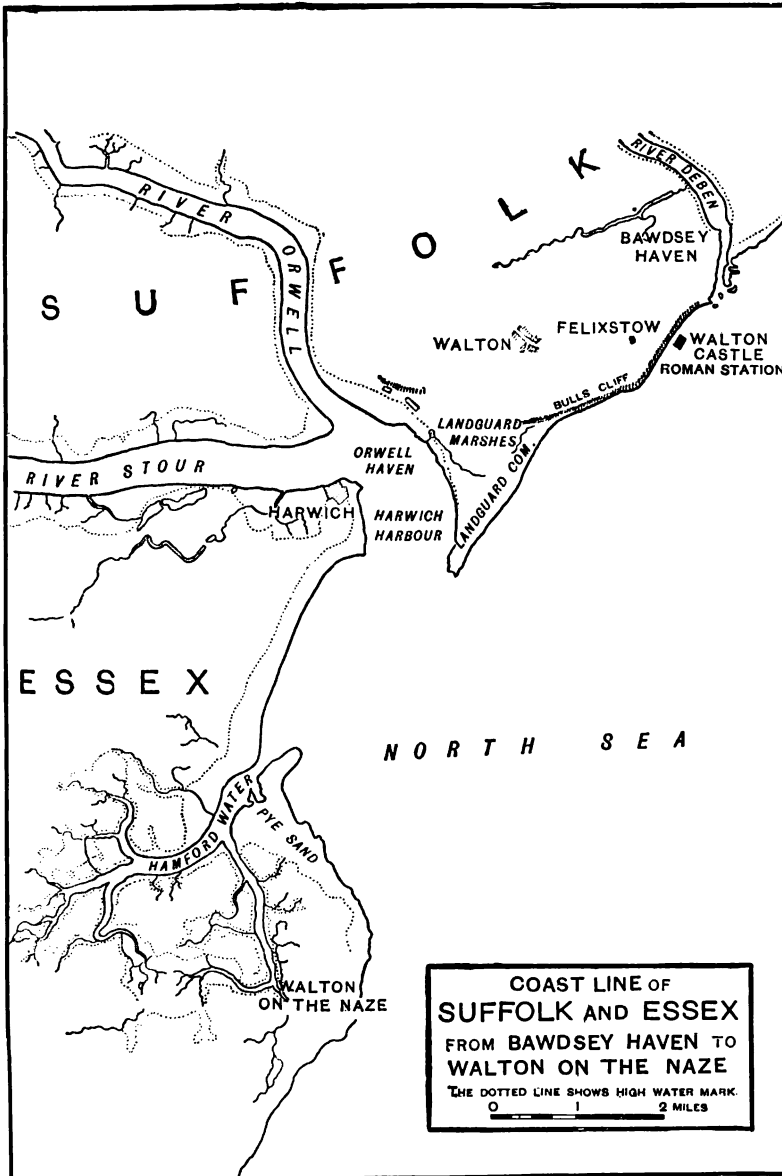 SUFFOLK
RIVER ORWELL
RIVER DEBEN
BAWDSEY
HAVEN
WALTON
FELIXSTOW
WALTON
CASTLE
ROMAN STATION
BULLS CLIFF
LANDGUARD
MARSHES
LANDGUARD COM.
ORWELL
HAVEN
RIVER STOUR
HARWICH
HARWICH
HARBOUR
ESSEX
NORTH SEA
HAMFORD WATER
PYE SAND
WALTON
ON THE NAZE
COAST LINE OF
SUFFOLK AND ESSEX
FROM BAWDSEY HAVEN TO
WALTON ON THE NAZE
THE DOTTED LINE SHOWS HIGH WATER MARK.
0 1 2 MILES